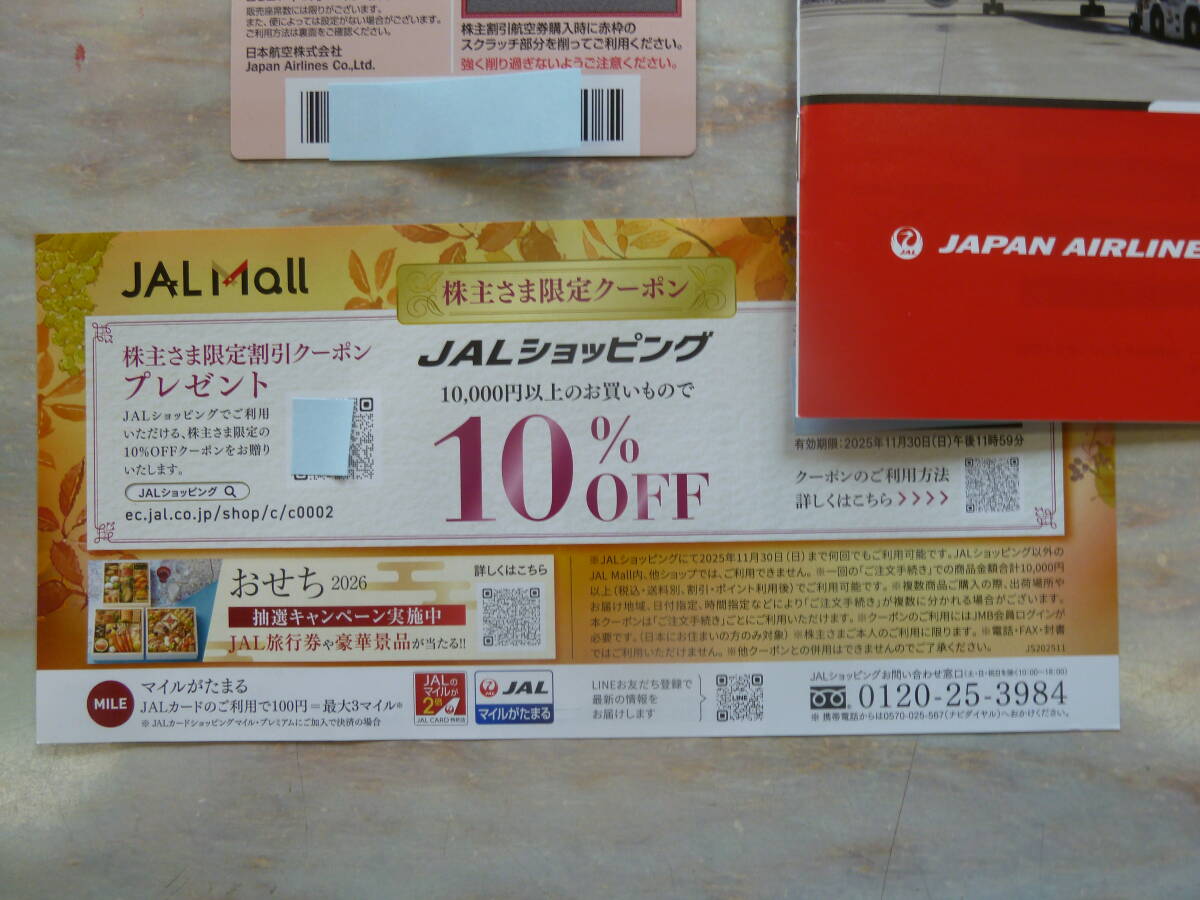 販売座席数には限りがございます。
また、便によっては設定がない場合がございます。
ご利用方法は裏面をご確認ください。
日本航空株式会社
Japan Airlines Co.,Ltd.
株主割引航空券購入時に赤枠の
スクラッチ部分を削ってご利用ください。
強く削り過ぎないようご注意ください。
JAL
JAPAN AIRLINE
JAL Mall
株主さま限定クーポン
株主さま限定割引クーポン
プレゼント
JALショッピングでご利用
いただける、株主さま限定の
10%OFFクーポンをお贈り
いたします。
JALショッピング
ec.jal.co.jp/shop/c/c0002
JALショッピング
10,000円以上のお買いもので
10%OFF
有効期限:2025年11月30日(日)午後11時59分
クーポンのご利用方法
詳しくはこちら>>>>
おせち2026
抽選キャンペーン実施中
JAL旅行券や豪華景品が当たる!!
詳しくはこちら
※JALショッピングにて2025年11月30日(日)まで何回でもご利用可能です。JALショッピング以外の
JAL Mall内、他ショップでは、ご利用できません。※一回の「ご注文手続き」での商品金額合計10,000円
以上(税込・送料別、割引・ポイント利用後)でご利用可能です。※複数商品ご購入の際、出荷場所や
お届け地域、日付指定、時間指定などにより「ご注文手続き」が複数に分かれる場合がございます。
本クーポンは「ご注文手続き」ごとにご利用いただけます。※クーポンのご利用にはJMB会員ログインが
必要です。(日本にお住まいの方のみ対象)※株主さまご本人のご利用に限ります。※電話・FAX・封書
ではご利用いただけません。※他クーポンとの併用はできませんのでご了承ください。
JS202511
MILE
マイルがたまる
JALカードのご利用で100円=最大3マイル※
※JALカードショッピングマイル・プレミアムにご加入で決済の場合
JALの
マイルが
2倍
JAL CARD 特約店
JAL
マイルがたまる
LINEお友だち登録で
最新の情報を
お届けします
JALショッピングお問い合わせ窓口(土・日・祝日を除く10:00～18:00)
0120-25-3984
※携帯電話からは0570-025-567(ナビダイヤル)へおかけください。